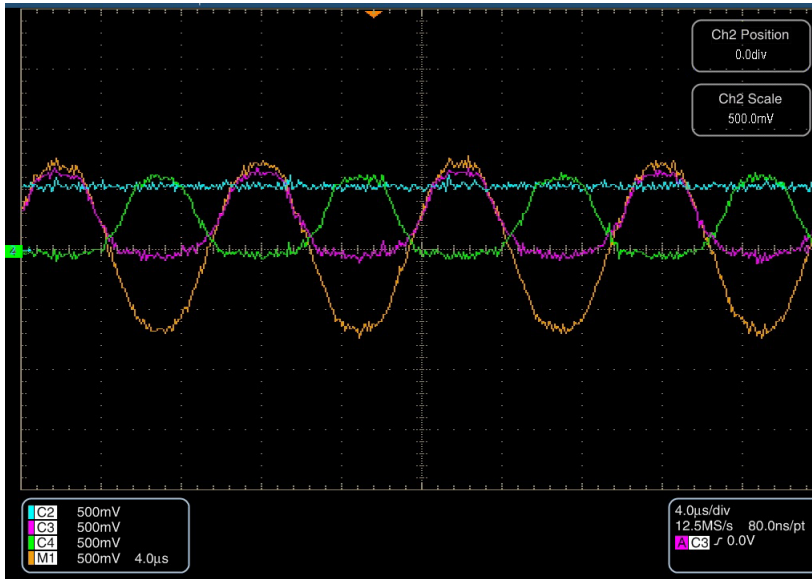 Ch2 Position
0.0div
Ch2 Scale
500.0mV
4
C2 500mV
C3 500mV
C4 500mV
M1 500mV 4.0µs
4.0µs/div
12.5MS/s 80.0ns/pt
A C3 ∫ 0.0V